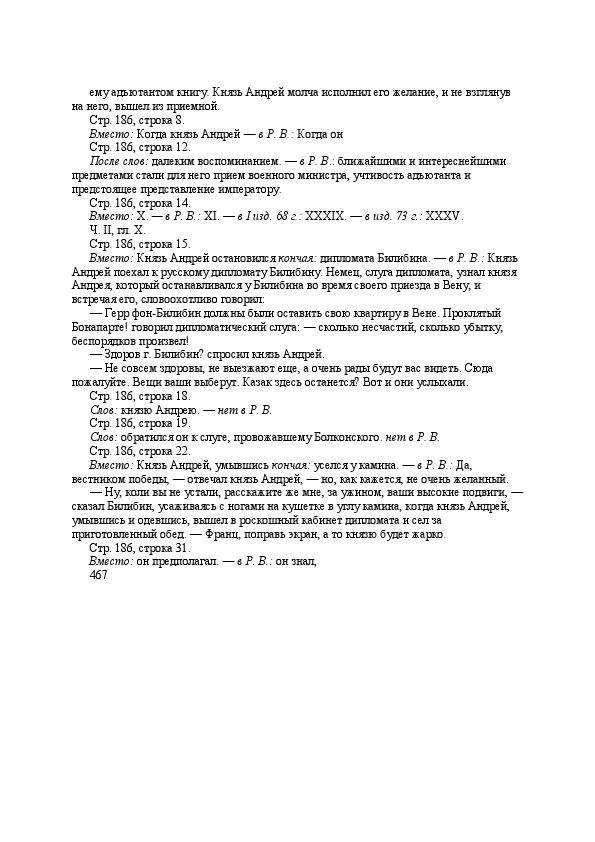 ему адъютантом книгу. Князь Андрей молча исполнил его желание, и не взглянув
на него, вышел из приемной.
Стр. 186, строка 8.
Вместо: Когда князь Андрей — в Р. В.: Когда он
Стр. 186, строка 12.
После слов: далеким воспоминанием. — в Р. В.: ближайшими и интереснейшими
предметами стали для него прием военного министра, учтивость адъютанта и
предстоящее представление императору.
Стр. 186, строка 14.
Вместо: X. — в Р. В.: XI. — в I изд. 68 г.: XXXIX. — в изд. 73 г.: XXXV.
Ч. II, гл. X.
Стр. 186, строка 15.
Вместо: Князь Андрей остановился кончая: дипломата Билибина. — в Р. В.: Князь
Андрей поехал к русскому дипломату Билибину. Немец, слуга дипломата, узнал князя
Андрея, который останавливался у Билибина во время своего приезда в Вену, и
встречая его, словоохотливо говорил:
— Герр фон-Билибин должны были оставить свою квартиру в Вене. Проклятый
Бонапарте! говорил дипломатический слуга: — сколько несчастий, сколько убытку,
беспорядков произвел!
— Здоров г. Билибин? спросил князь Андрей.
— Не совсем здоровы, не выезжают еще, а очень рады будут вас видеть. Сюда
пожалуйте. Вещи ваши выберут. Казак здесь останется? Вот и они услыхали.
Стр. 186, строка 18.
Слов: князю Андрею. — нет в Р. В.
Стр. 186, строка 19.
Слов: обратился он к слуге, провожавшему Болконского. нет в Р. В.
Стр. 186, строка 22.
Вместо: Князь Андрей, умывшись кончая: уселся у камина. — в Р. В.: Да,
вестником победы, — отвечал князь Андрей, — но, как кажется, не очень желанный.
— Ну, коли вы не устали, расскажите же мне, за ужином, ваши высокие подвиги, —
сказал Билибин, усаживаясь с ногами на кушетке в углу камина, когда князь Андрей,
умывшись и одевшись, вышел в роскошный кабинет дипломата и сел за
приготовленный обед. — Франц, поправь экран, а то князю будет жарко.
Стр. 186, строка 31.
Вместо: он предполагал. — в Р. В.: он знал,
467